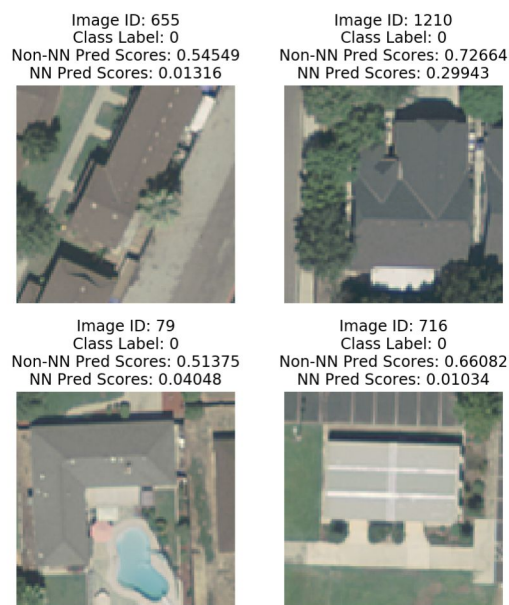 Image ID: 655
Class Label: 0
Non-NN Pred Scores: 0.54549
NN Pred Scores: 0.01316
Image ID: 1210
Class Label: 0
Non-NN Pred Scores: 0.72664
NN Pred Scores: 0.29943
Image ID: 79
Class Label: 0
Non-NN Pred Scores: 0.51375
NN Pred Scores: 0.04048
Image ID: 716
Class Label: 0
Non-NN Pred Scores: 0.66082
NN Pred Scores: 0.01034